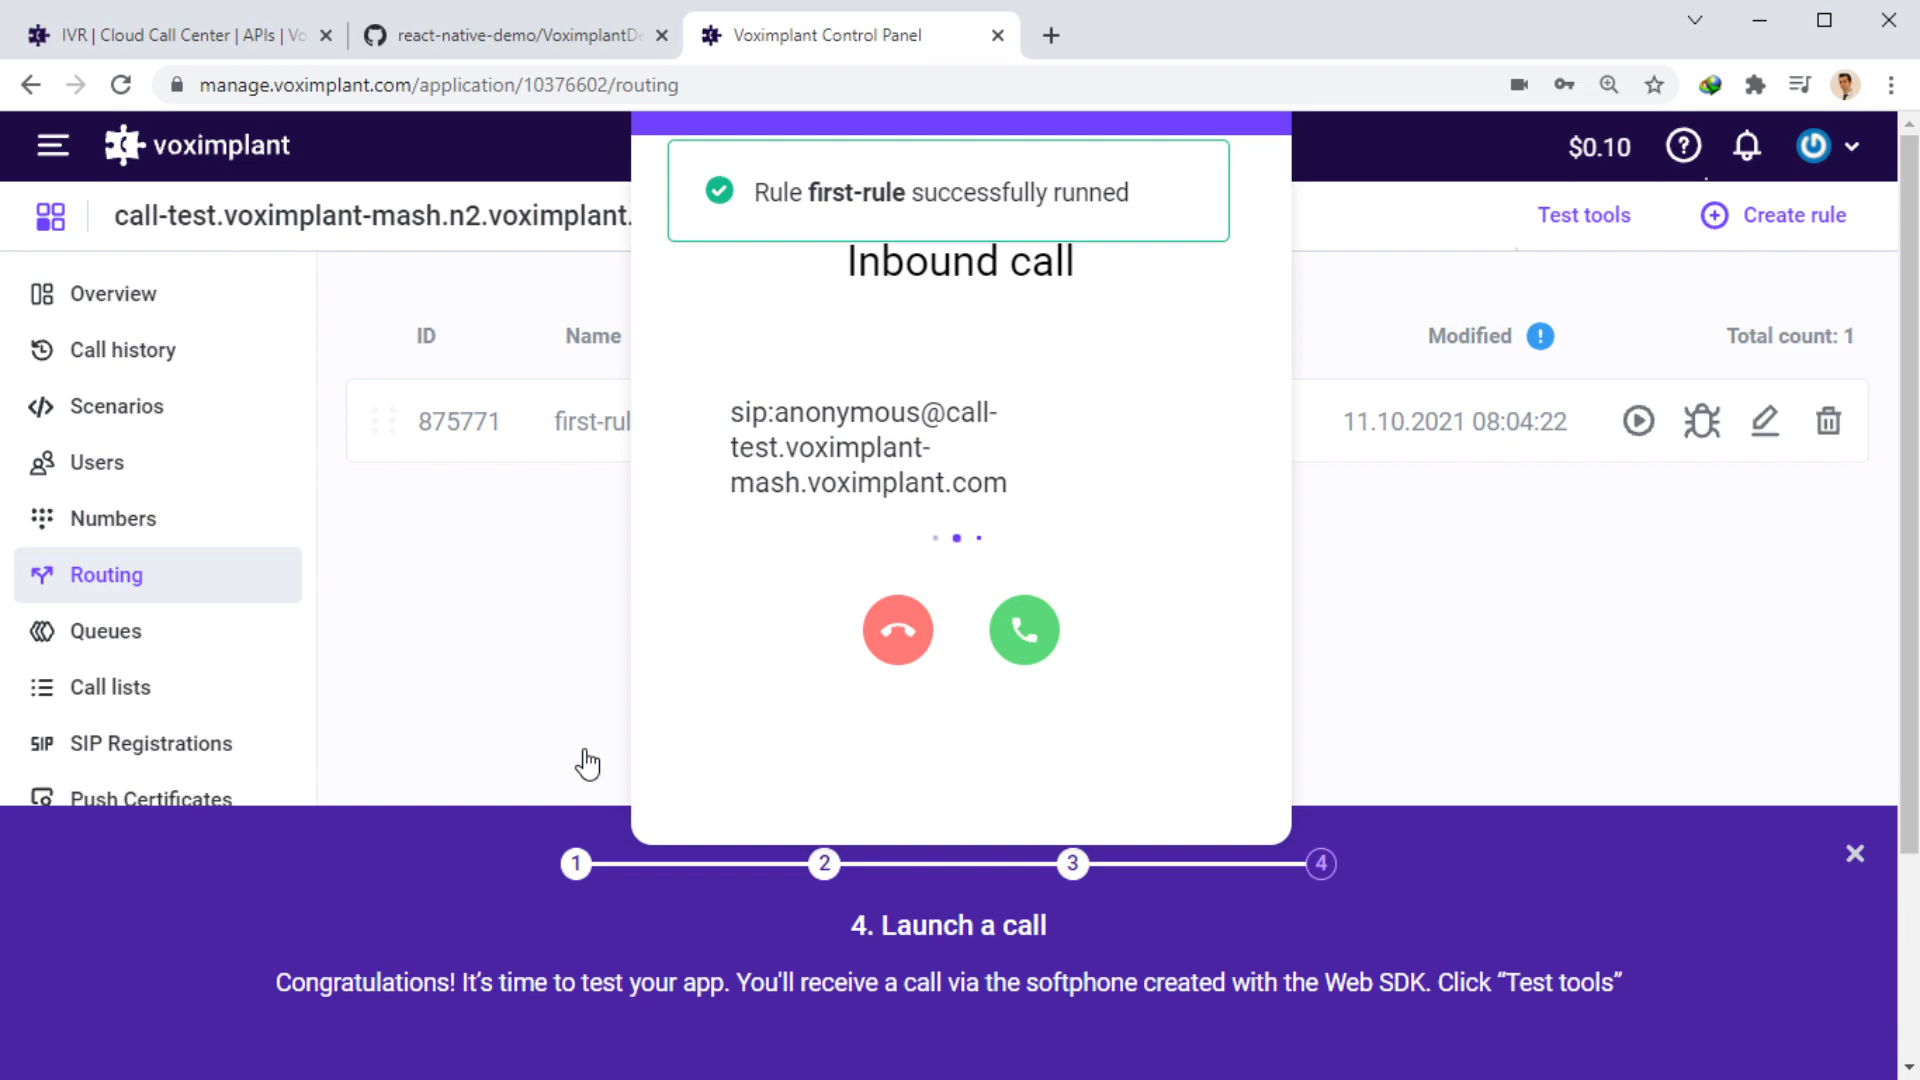 IVR | Cloud Call Center | APIs | Vo
react-native-demo/VoximplantDe
Voximplant Control Panel
manage.voximplant.com/application/10376602/routing
voximplant
$0.10
call-test.voximplant-mash.n2.voximplant.
Test tools
Create rule
Rule first-rule successfully runned
Inbound call
Overview
Call history
Scenarios
Users
Numbers
Routing
Queues
Call lists
SIP SIP Registrations
Push Certificates
ID Name Modified Total count: 1
875771 first-rul 11.10.2021 08:04:22
sip:anonymous@call-
test.voximplant-
mash.voximplant.com
1 2 3 4
4. Launch a call
Congratulations! It’s time to test your app. You'll receive a call via the softphone created with the Web SDK. Click “Test tools”